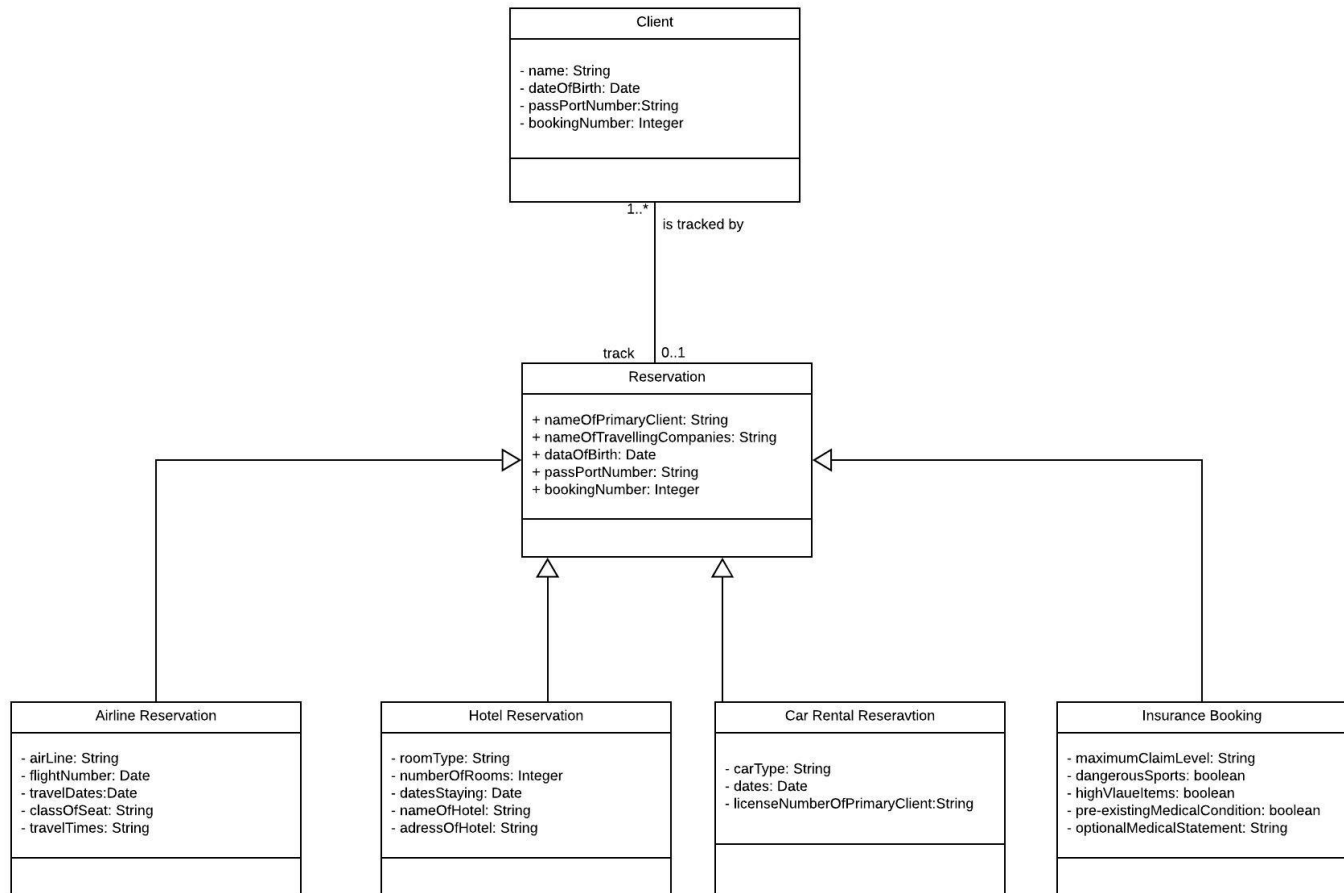 Client
- name: String
- dateOfBirth: Date
- passPortNumber:String
- bookingNumber: Integer
1..*
is tracked by
track
0..1
Reservation
+ nameOfPrimaryClient: String
+ nameOfTravellingCompanies: String
+ dataOfBirth: Date
+ passPortNumber: String
+ bookingNumber: Integer
Airline Reservation
- airLine: String
- flightNumber: Date
- travelDates:Date
- classOfSeat: String
- travelTimes: String
Hotel Reservation
- roomType: String
- numberOfRooms: Integer
- datesStaying: Date
- nameOfHotel: String
- adressOfHotel: String
Car Rental Reseravtion
- carType: String
- dates: Date
- licenseNumberOfPrimaryClient:String
Insurance Booking
- maximumClaimLevel: String
- dangerousSports: boolean
- highVlaueItems: boolean
- pre-existingMedicalCondition: boolean
- optionalMedicalStatement: String